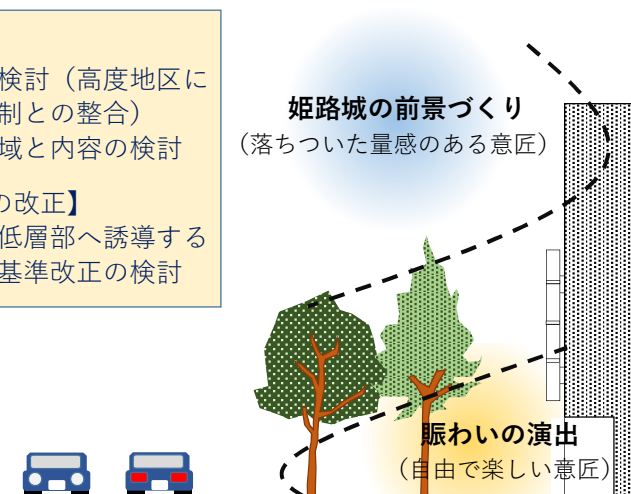 検討（高度地区に
制との整合）
域と内容の検討
の改正】
低層部へ誘導する
基準改正の検討
姫路城の前景づくり
（落ちついた量感のある意匠）
賑わいの演出
（自由で楽しい意匠）